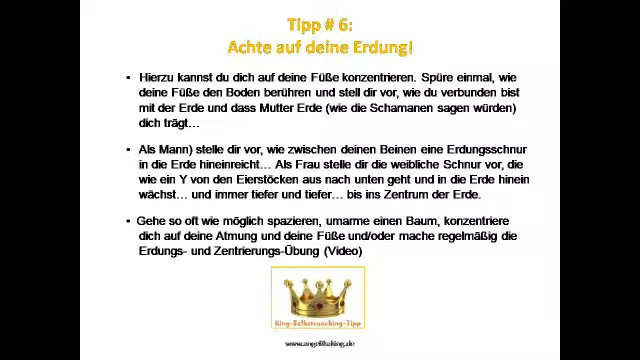 Tipp # 6:
Achte auf deine Erdung!
• Hierzu kannst du dich auf deine Füße konzentrieren. Spüre einmal, wie
deine Füße den Boden berühren und stell dir vor, wie du verbunden bist
mit der Erde und dass Mutter Erde (wie die Schamanen sagen würden)
dich trägt…
• Als Mann) stelle dir vor, wie zwischen deinen Beinen eine Erdungsschnur
in die Erde hineinreicht… Als Frau stelle dir die weibliche Schnur vor, die
wie ein Y von den Eierstöcken aus nach unten geht und in die Erde hinein
wächst… und immer tiefer und tiefer… bis ins Zentrum der Erde.
• Gehe so oft wie möglich spazieren, umarme einen Baum, konzentriere
dich auf deine Atmung und deine Füße und/oder mache regelmäßig die
Erdungs- und Zentrierungs-Übung (Video)
King-Selbstcoaching-Tipp
www.angelikaking.de